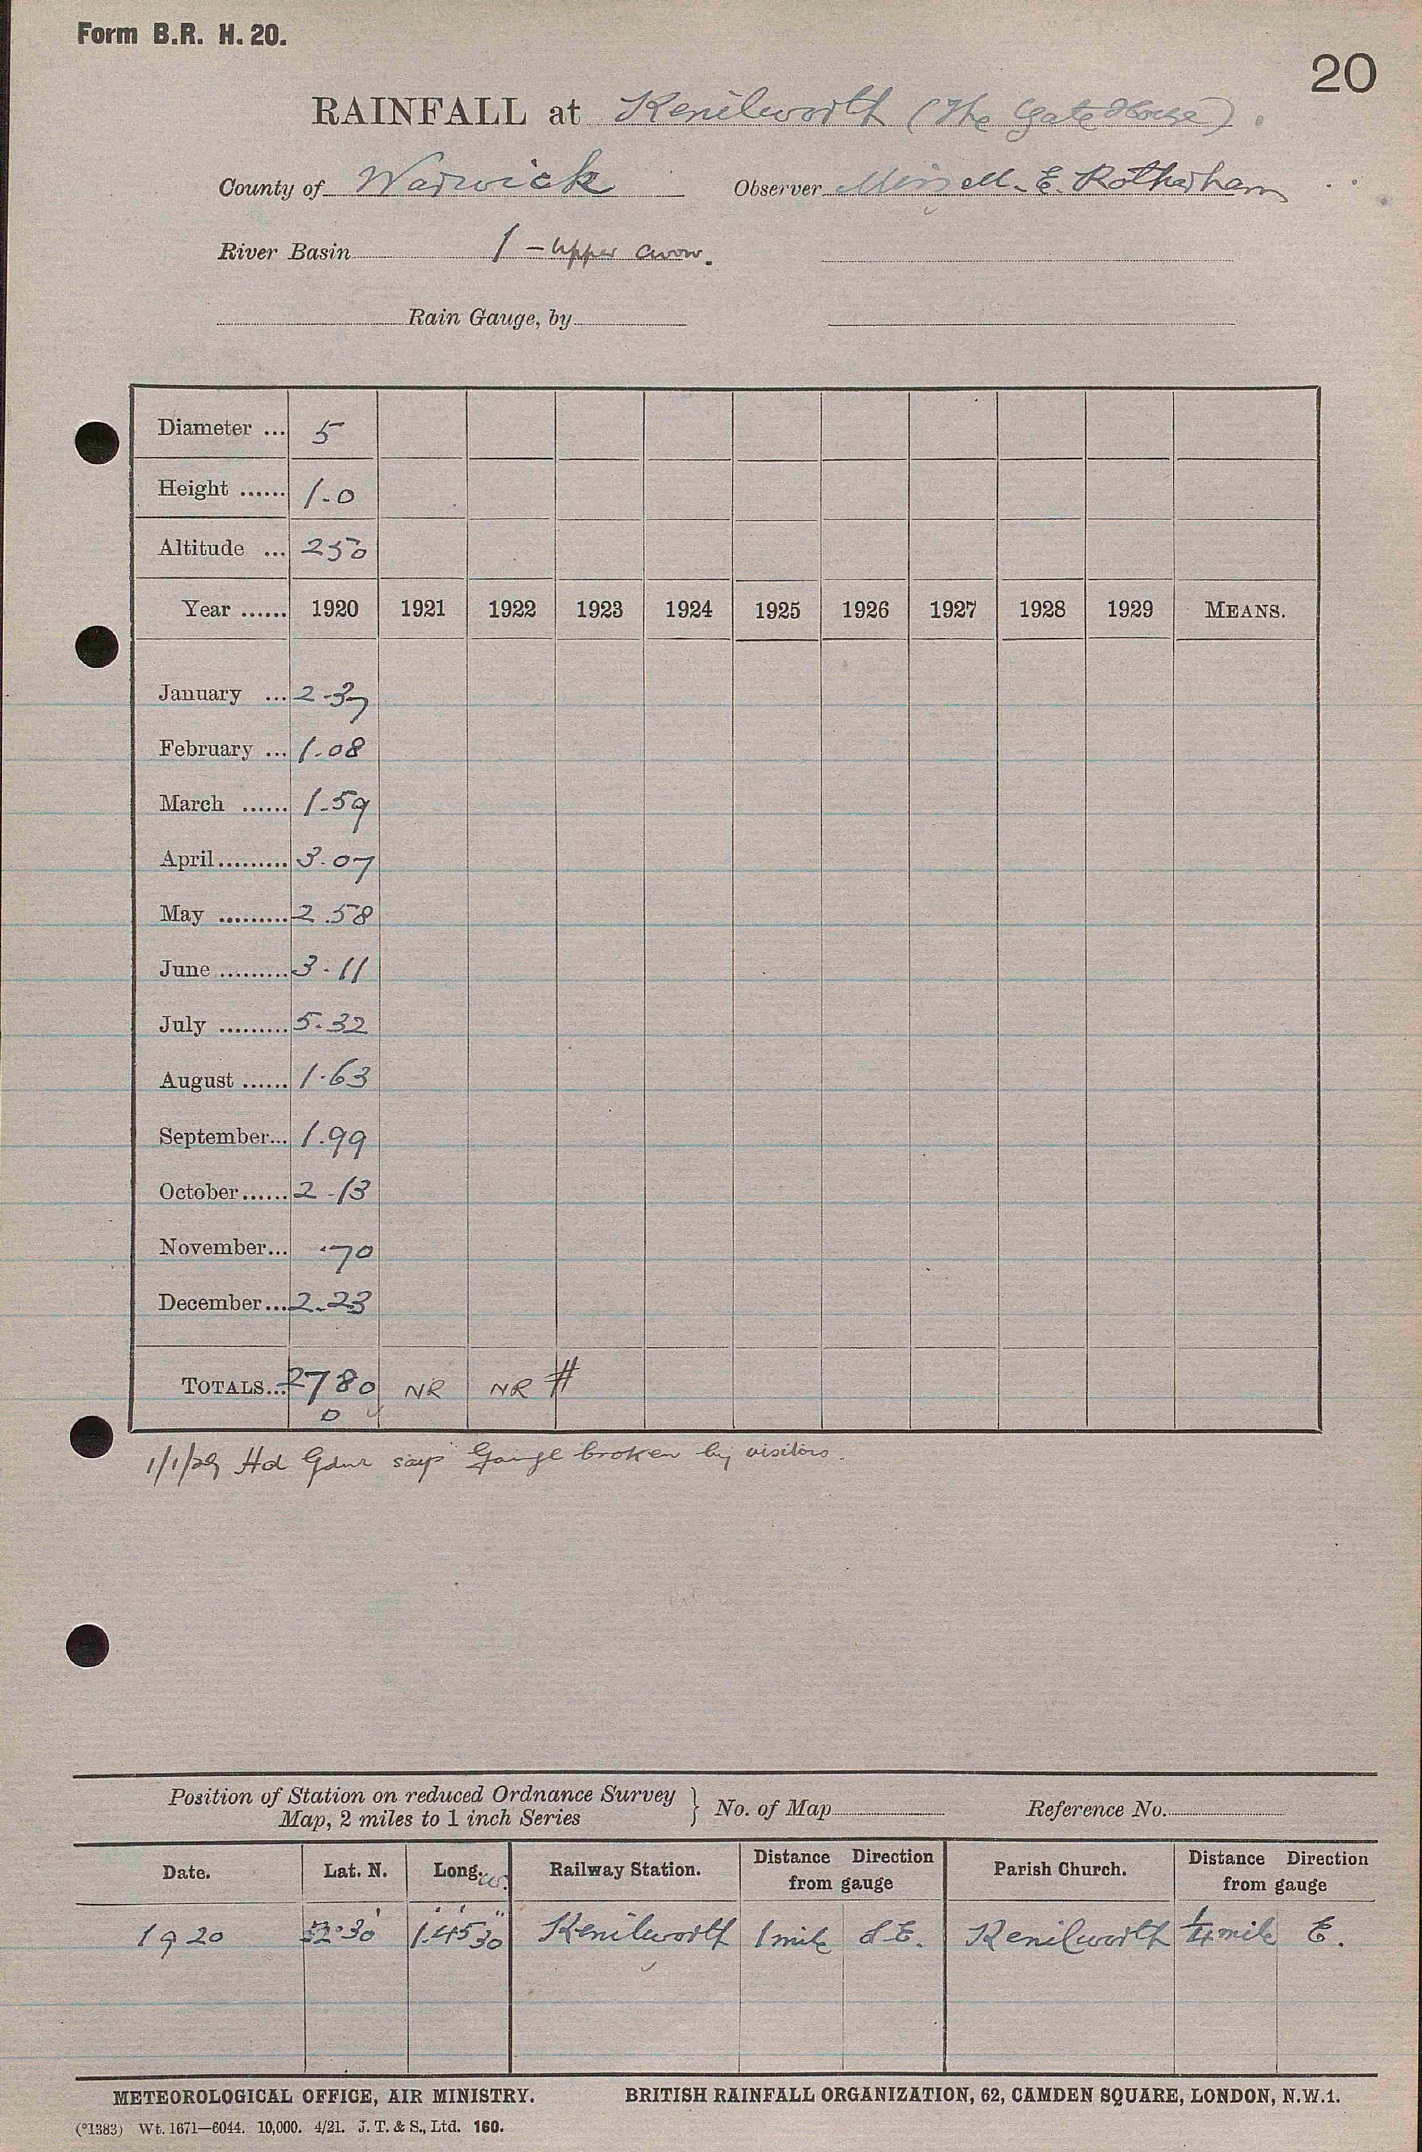 Form B.R. H. 20.
20
RAINFALL at Kenilworth (The Gate House).
County of Warwick Observer Miss M. E. Rotherham
River Basin 1 - Upper Avon.
Rain Gauge, by
Diameter ... 5
Height ...... 1.0
Altitude ... 250
Year ...... 1920 1921 1922 1923 1924 1925 1926 1927 1928 1929 MEANS.
January ... 2.37
February ... 1.08
March ...... 1.59
April......... 3.07
May ......... 2.58
June ......... 3.11
July ......... 5.32
August ...... 1.63
September... 1.99
October...... 2.13
November... .70
December... 2.23
TOTALS... 27 80 NR NR #
1/1/29 Hd Gdnr says Gauge broken by visitors.
Position of Station on reduced Ordnance Survey
Map, 2 miles to 1 inch Series } No. of Map Reference No.
Date. Lat. N. Long. W. Railway Station. Distance Direction from gauge Parish Church. Distance Direction from gauge
1920 52°30' 1°45'30" Kenilworth 1 mile S E. Kenilworth 1/4 mile E.
METEOROLOGICAL OFFICE, AIR MINISTRY. BRITISH RAINFALL ORGANIZATION, 62, CAMDEN SQUARE, LONDON, N.W.1.
(*1383) Wt. 1671—6044. 10,000. 4/21. J. T. & S., Ltd. 160.